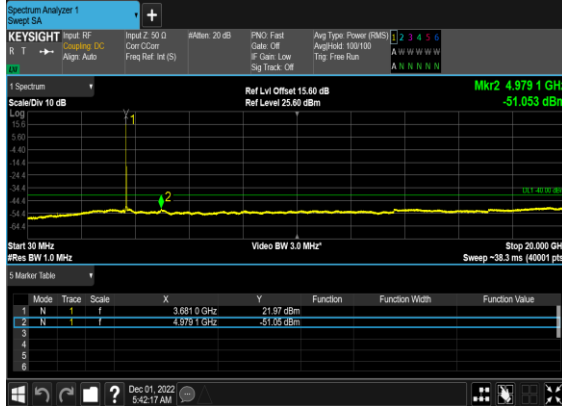 Spectrum Analyzer 1
Swept SA
+
KEYSIGHT Input: RF Input Z: 50 Ω #Atten: 20 dB PNO: Fast Avg Type: Power (RMS) 1 2 3 4 5 6
R T Coupling: DC Corr CCorr Gate: Off Avg|Hold: 100/100 A W W W W W
Align: Auto Freq Ref: Int (S) IF Gain: Low Trig: Free Run
Sig Track: Off A N N N N N
1 Spectrum Ref Lvl Offset 15.60 dB Mkr2 4.979 1 GHz
Scale/Div 10 dB Ref Level 25.60 dBm -51.053 dBm
Log
15.6
1
5.60
-4.40
-14.4
-24.4
-34.4
2
-44.4
-54.4
-64.4
Start 30 MHz Video BW 3.0 MHz* Stop 20.000 GHz
#Res BW 1.0 MHz Sweep ~38.3 ms (40001 pts)
5 Marker Table
Mode Trace Scale X Y Function Function Width Function Value
1 N 1 f 3.681 0 GHz 21.97 dBm
2 N 1 f 4.979 1 GHz -51.05 dBm
3
4
5
6
? Dec 01, 2022
5:42:17 AM